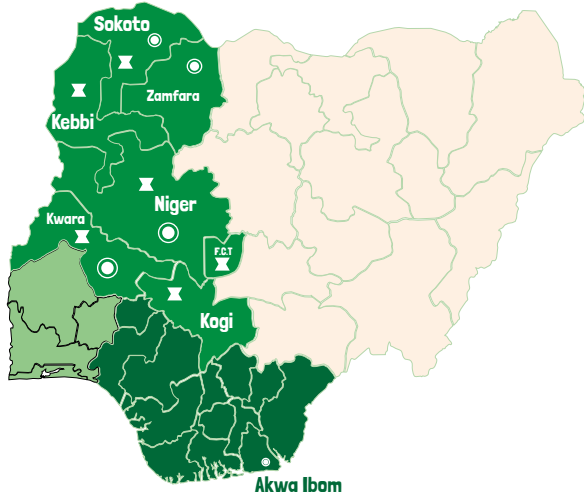 Sokoto
Zamfara
Kebbi
Niger
Kwara
F.C.T
Kogi
Akwa Ibom